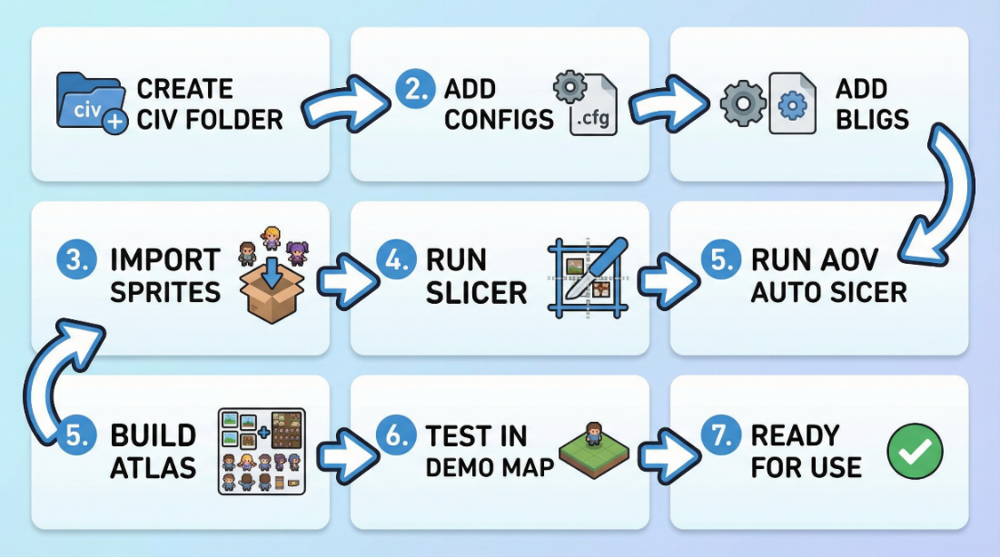 civ
CREATE
CIV FOLDER
2. ADD
CONFIGS
.cfg
ADD
BLIGS
3. IMPORT
SPRITES
4. RUN
SLICER
5. RUN AOV
AUTO SICER
5. BUILD
ATLAS
6. TEST IN
DEMO MAP
7. READY
FOR USE